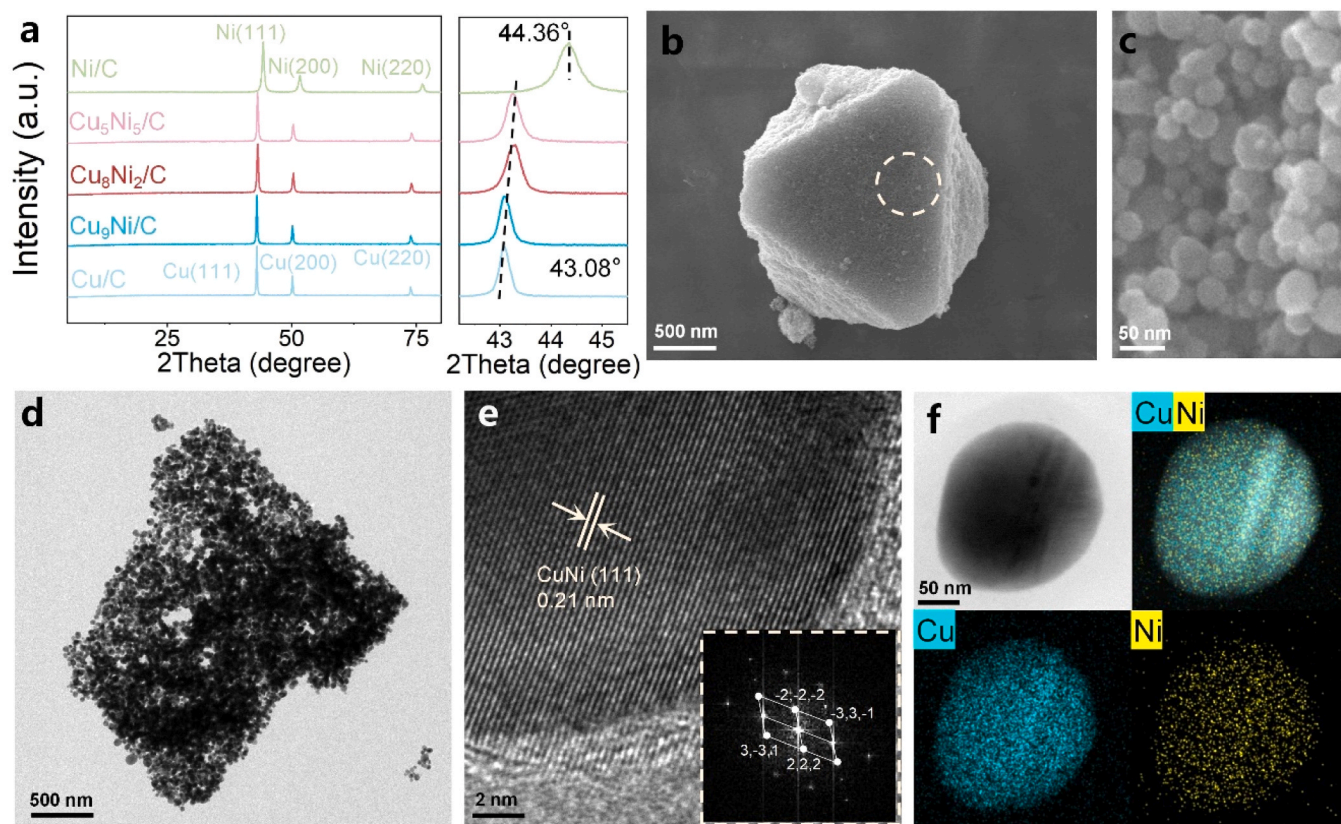 a
Intensity (a.u.)
Ni(111)
Ni/C
Ni(200)
Ni(220)
Cu₅Ni₅/C
Cu₈Ni₂/C
Cu₉Ni/C
Cu/C
Cu(111)
Cu(200)
Cu(220)
25
50
75
2Theta (degree)
44.36°
43.08°
43
44
45
2Theta (degree)
b
500 nm
c
50 nm
d
500 nm
e
CuNi (111)
0.21 nm
2 nm
-2,-2,-2
-3,3,-1
3,-3,1
2,2,2
f
50 nm
CuNi
Cu
Ni